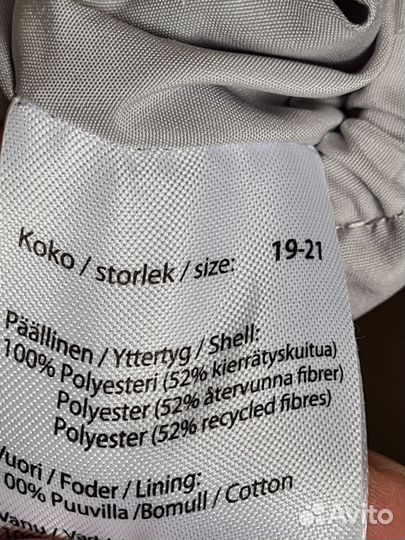 Koko / storlek / size: 19-21
Päällinen / Yttertyg / Shell:
100% Polyesteri (52% kierrätyskuitua)
Polyester (52% återvunna fibrer)
Polyester (52% recycled fibres)
Vuori / Foder / Lining:
00% Puuvilla /Bomull / Cotton
Vanu /
Avito